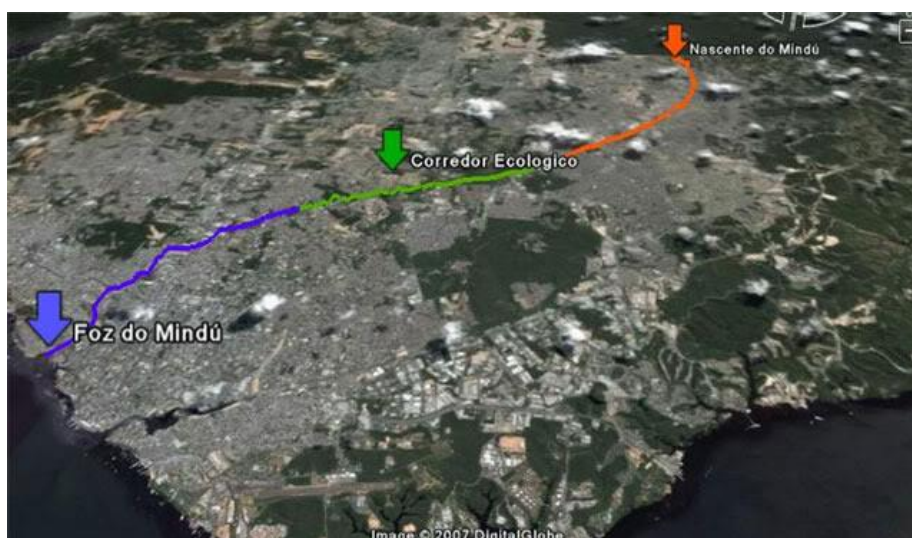 Nascente do Mindú
Corredor Ecologico
Foz do Mindú
Image © 2007 DigitalGlobe